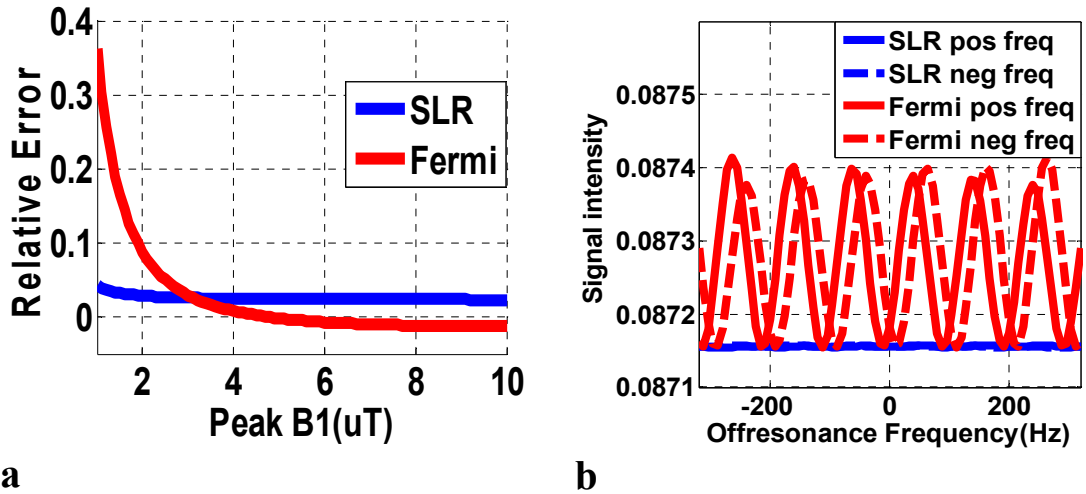 0.4
0.3
0.2
0.1
0
Relative Error
SLR
Fermi
2
4
6
8
10
Peak B1(uT)
a
SLR pos freq
SLR neg freq
Fermi pos freq
Fermi neg freq
0.0875
0.0874
0.0873
0.0872
0.0871
Signal intensity
-200
0
200
Offresonance Frequency(Hz)
b